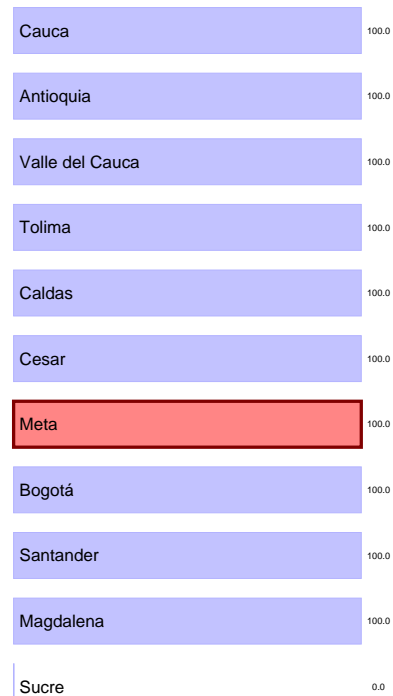 Cauca 100.0
Antioquia 100.0
Valle del Cauca 100.0
Tolima 100.0
Caldas 100.0
Cesar 100.0
Meta 100.0
Bogotá 100.0
Santander 100.0
Magdalena 100.0
Sucre 0.0